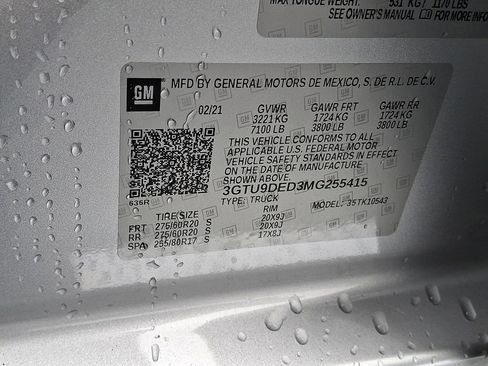 MAX TONGUE WEIGHT: 531 KG / 1170 LBS
SEE OWNER'S MANUAL FOR MORE INFO
GM
MFD BY GENERAL MOTORS DE MEXICO, S. DE R.L. DE C.V.
02/21 GVWR GAWR FRT GAWR RR
3221 KG 1724 KG 1724 KG
7100 LB 3800 LB 3800 LB
THIS VEHICLE CONFORMS TO ALL
APPLICABLE U.S. FEDERAL MOTOR
VEHICLE SAFETY STANDARDS IN
EFFECT ON THE DATE OF MANUFACTURE
SHOWN ABOVE.
3GTU9DED3MG255415
TYPE: TRUCK MODEL: TK10543
636R
TIRE SIZE RIM
FRT 275/60R20 S 20X9J
RR 275/60R20 S 20X9J
SPA 255/80R17 S 17X8J